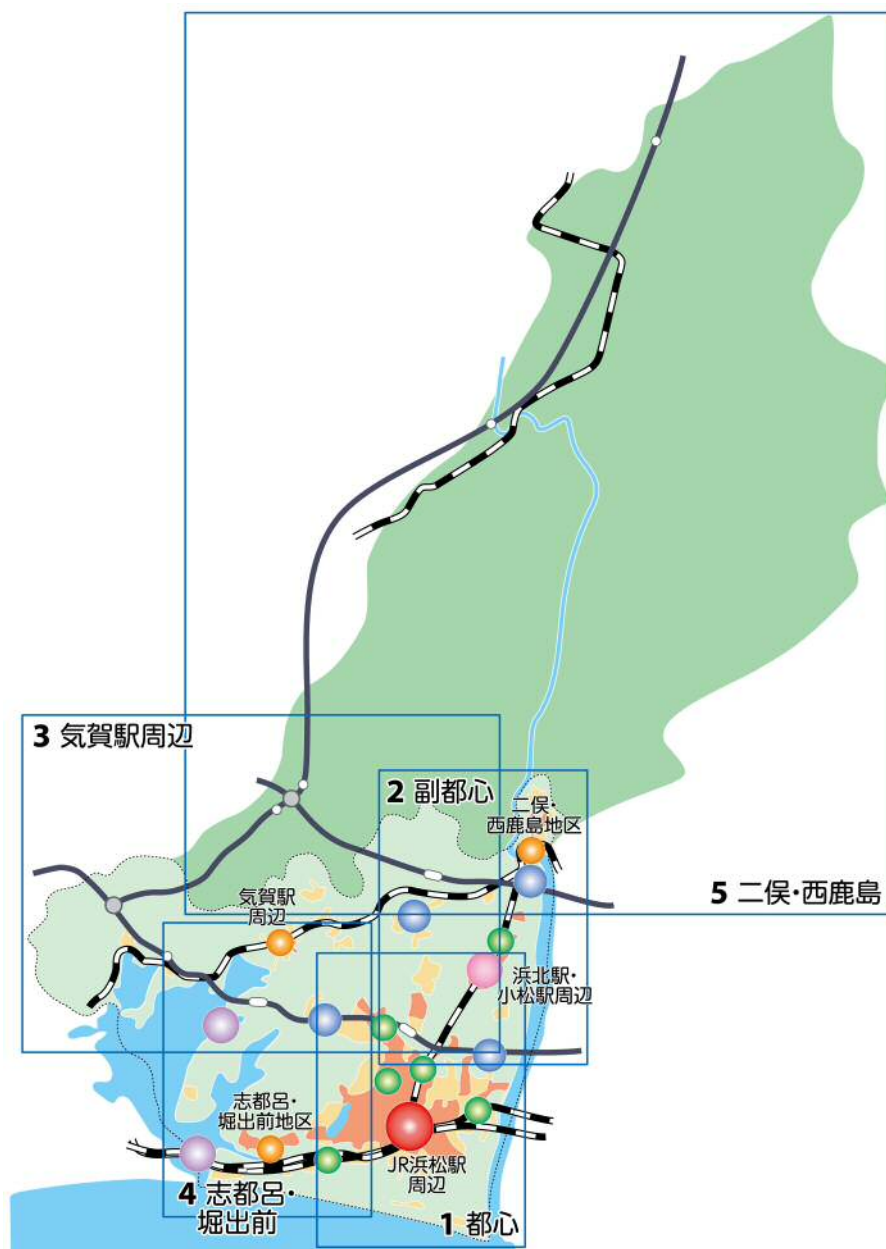 3 気賀駅周辺
2 副都心
二俣・
西鹿島地区
5 二俣・西鹿島
気賀駅
周辺
浜北駅・
小松駅周辺
志都呂・
堀出前地区
JR浜松駅
周辺
4 志都呂・
堀出前
1 都心